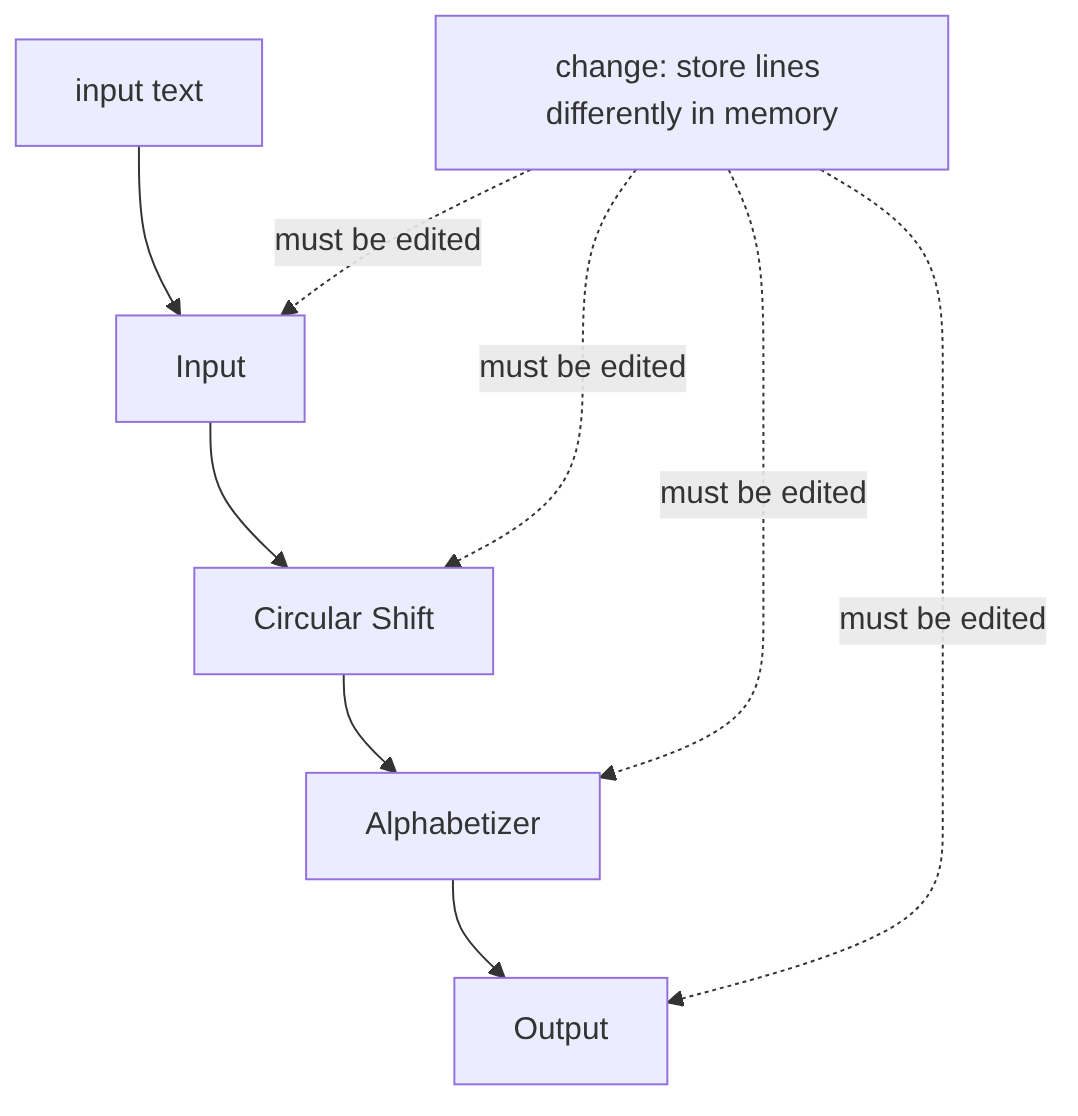 input text
change: store lines
differently in memory
must be edited
Input
must be edited
must be edited
Circular Shift
must be edited
Alphabetizer
Output